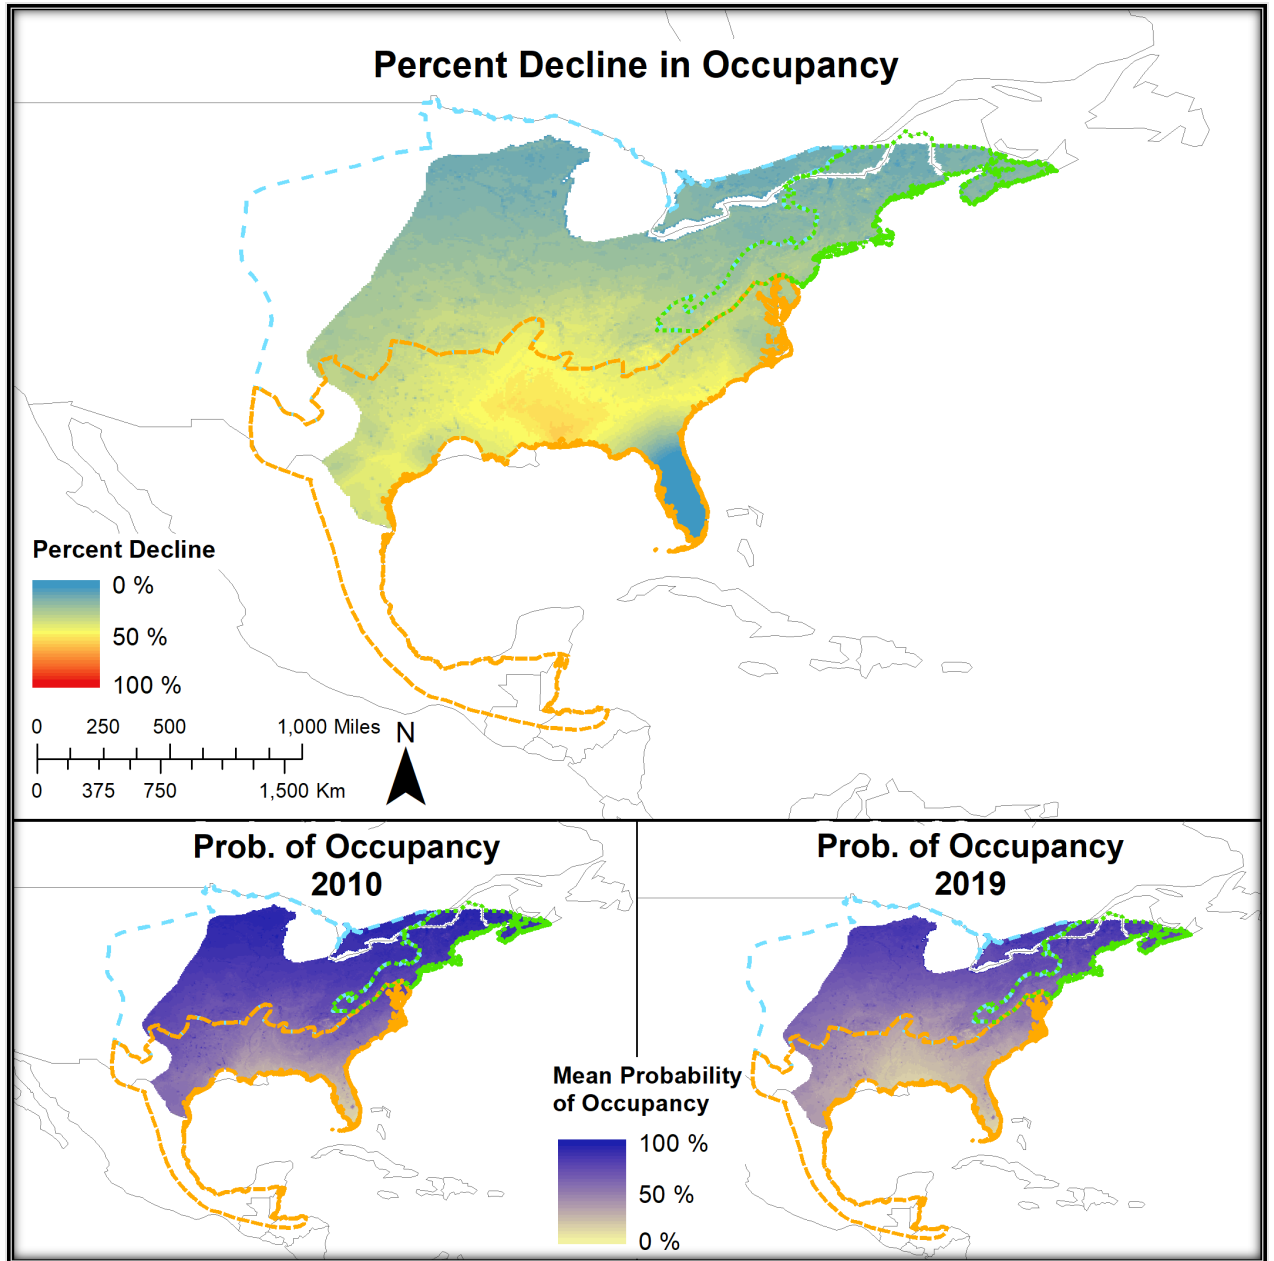 Percent Decline in Occupancy
Percent Decline
0 %
50 %
100 %
0 250 500 1,000 Miles
0 375 750 1,500 Km
N
Prob. of Occupancy
2010
Prob. of Occupancy
2019
Mean Probability
of Occupancy
100 %
50 %
0 %